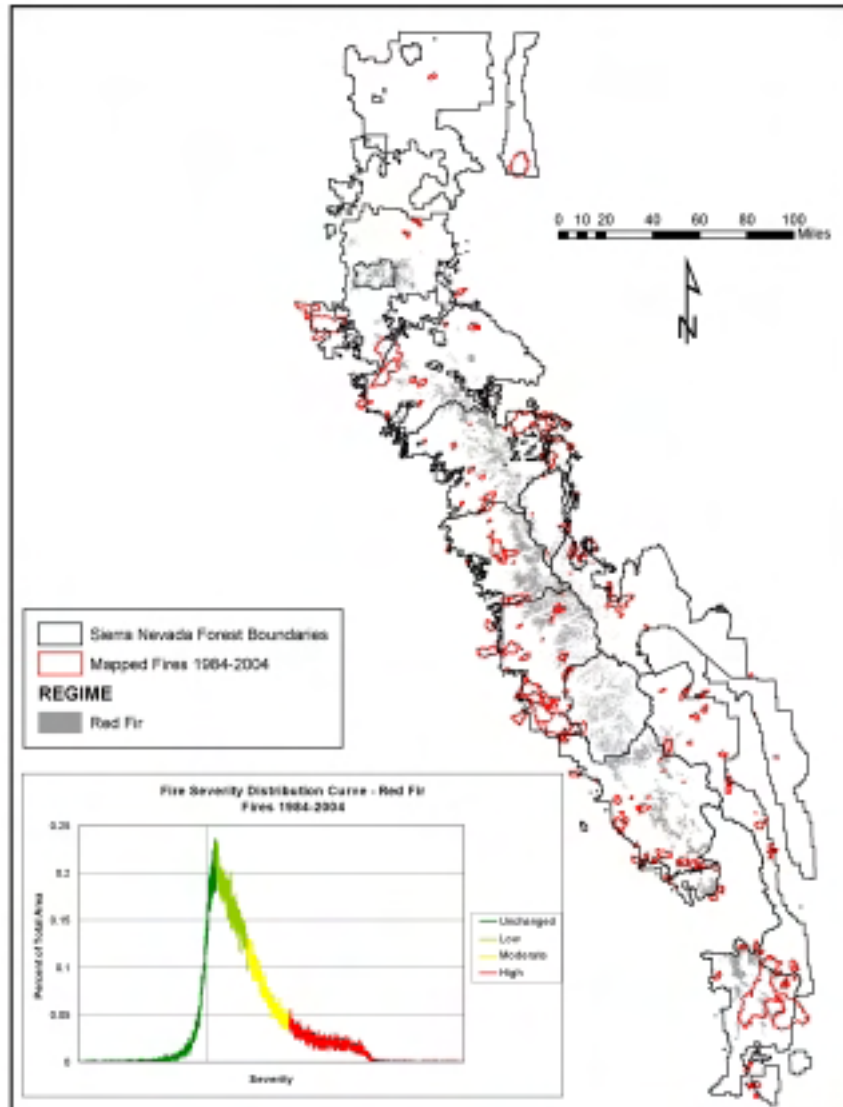 0 10 20 40 60 80 100
Miles
N
Sierra Nevada Forest Boundaries
Mapped Fires 1984-2004
REGIME
Red Fir
Fire Severity Distribution Curve - Red Fir
Fires 1984-2004
0.25
0.2
0.15
0.1
0.05
0
Percent of Total Area
Severity
Unchanged
Low
Moderate
High